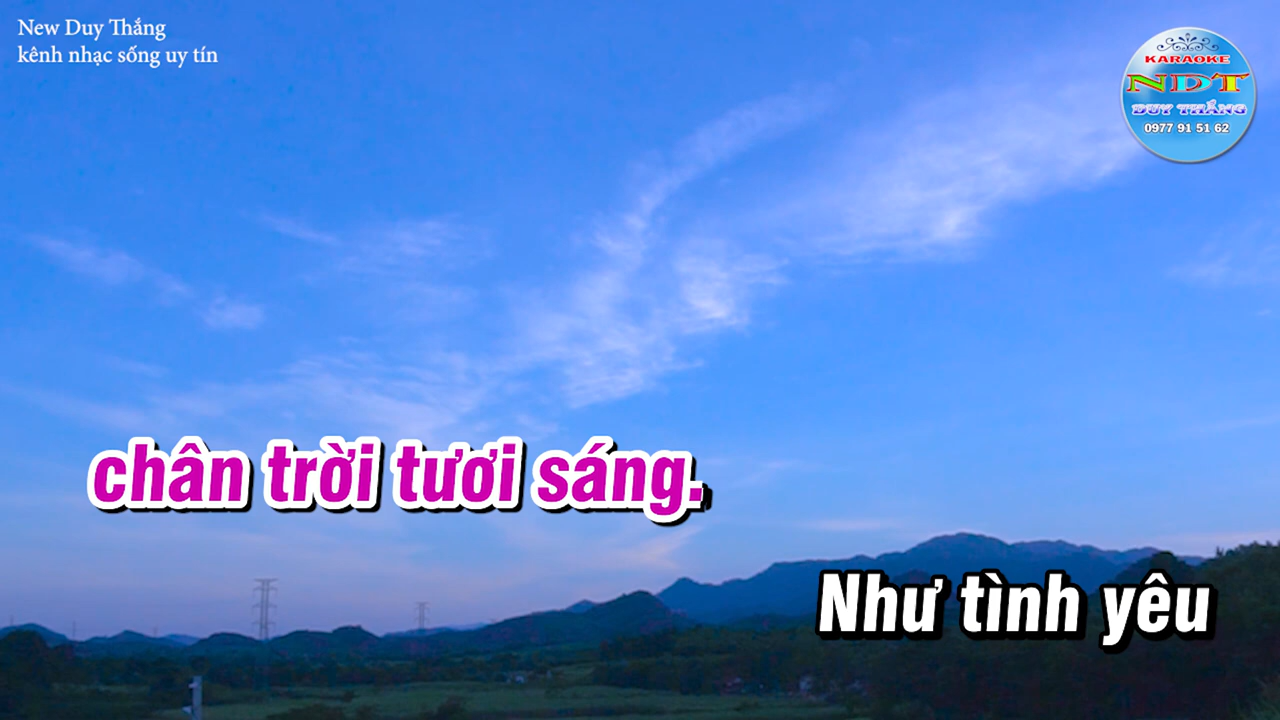 New Duy Thắng
kênh nhạc sống uy tín
KARAOKE
NDT
DUY THẮNG
0977 91 51 62
chân trời tươi sáng.
Như tình yêu